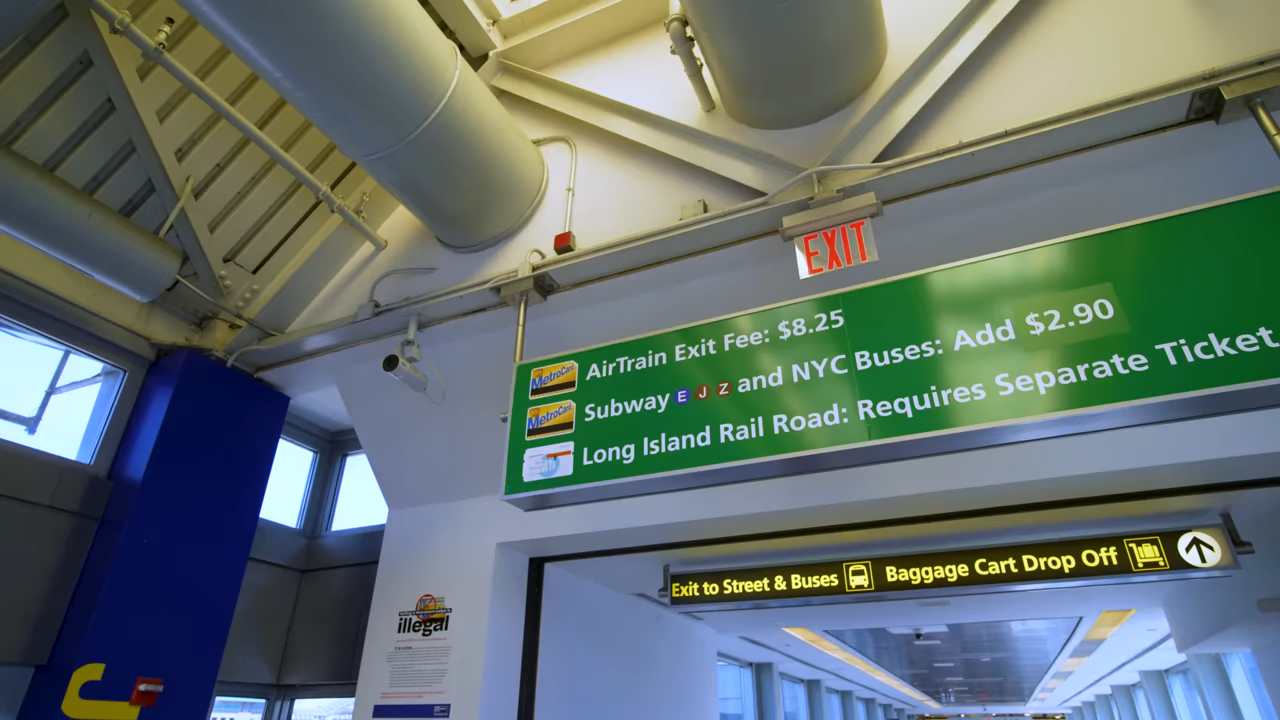 EXIT
MetroCard AirTrain Exit Fee: $8.25
MetroCard Subway E J Z and NYC Buses: Add $2.90
Long Island Rail Road: Requires Separate Ticket
Exit to Street & Buses Baggage Cart Drop Off
illegal